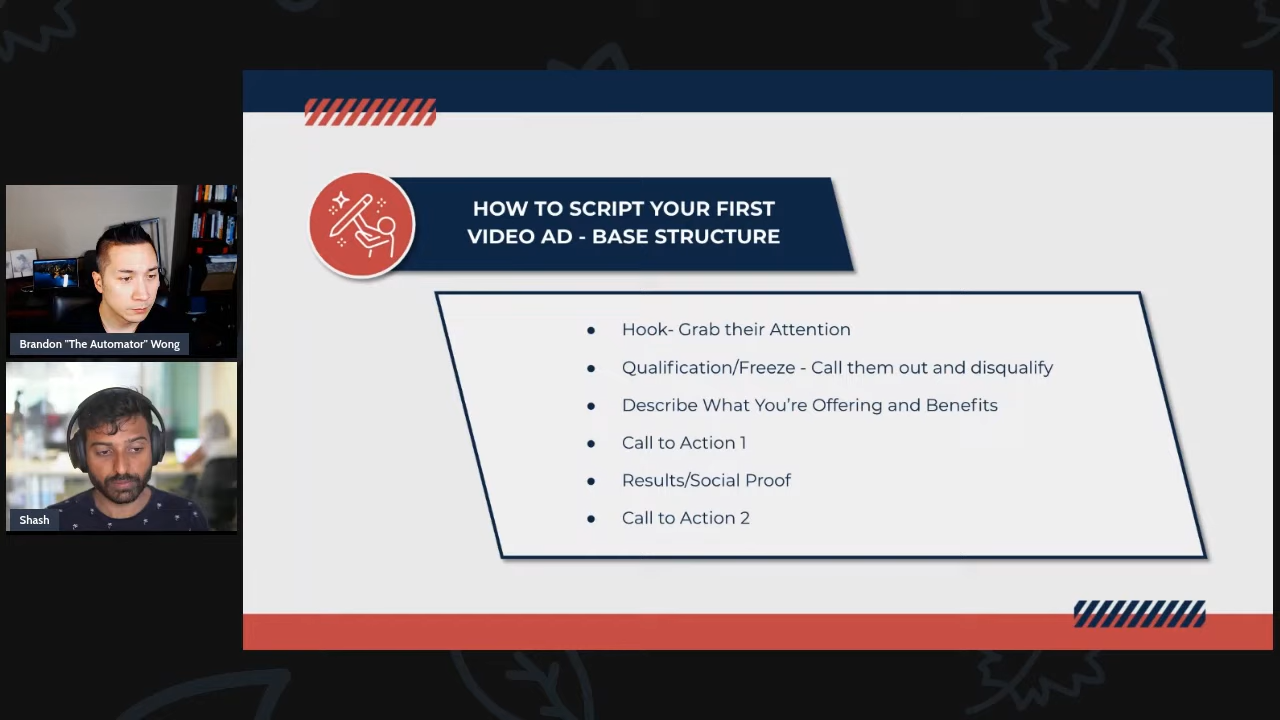 HOW TO SCRIPT YOUR FIRST
VIDEO AD - BASE STRUCTURE
● Hook- Grab their Attention
● Qualification/Freeze - Call them out and disqualify
● Describe What You’re Offering and Benefits
● Call to Action 1
● Results/Social Proof
● Call to Action 2
Brandon "The Automator" Wong
Shash